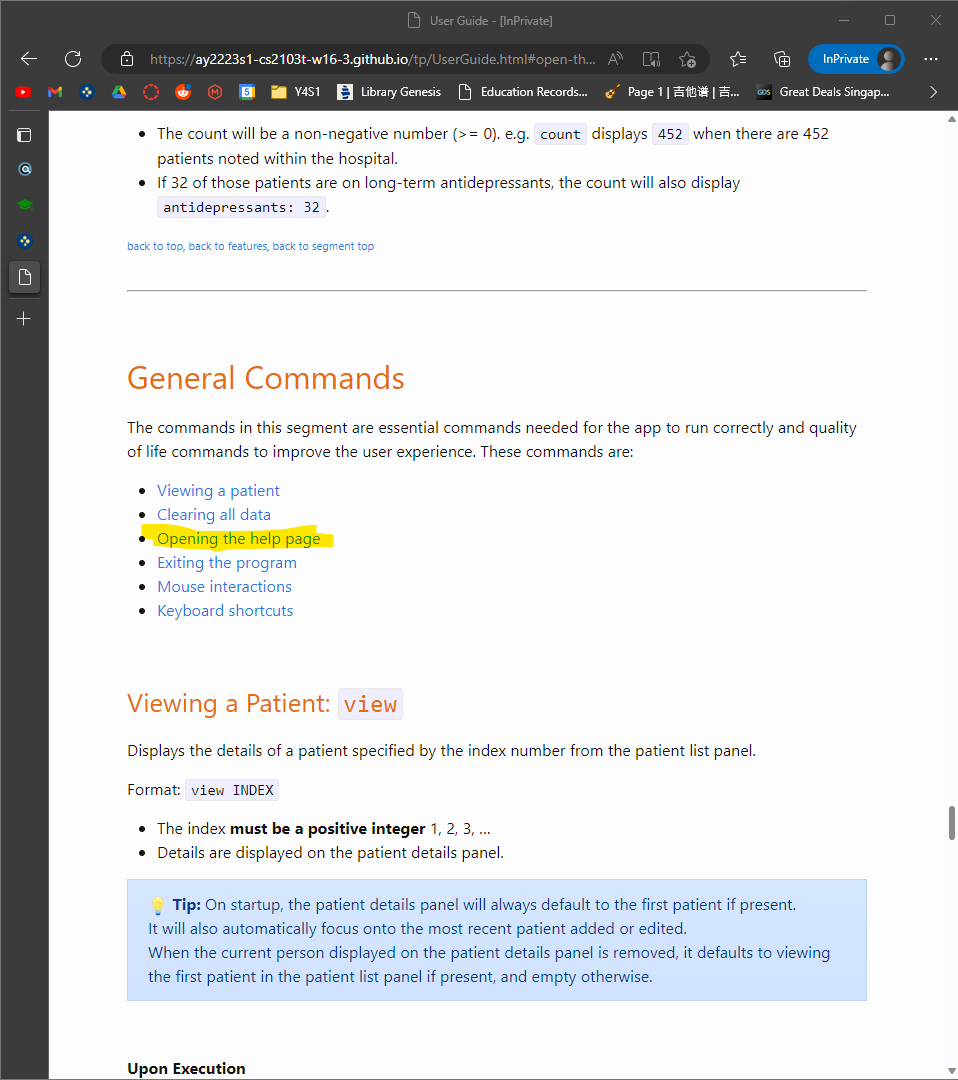 User Guide - [InPrivate]
https://ay2223s1-cs2103t-w16-3.github.io/tp/UserGuide.html#open-th...
InPrivate
5
Y4S1
Library Genesis
Education Records...
Page 1 | 吉他谱 | 吉...
GDS
Great Deals Singap...
The count will be a non-negative number (>= 0). e.g. count displays 452 when there are 452
patients noted within the hospital.
If 32 of those patients are on long-term antidepressants, the count will also display
antidepressants: 32.
back to top, back to features, back to segment top
General Commands
The commands in this segment are essential commands needed for the app to run correctly and quality
of life commands to improve the user experience. These commands are:
Viewing a patient
Clearing all data
Opening the help page
Exiting the program
Mouse interactions
Keyboard shortcuts
Viewing a Patient: view
Displays the details of a patient specified by the index number from the patient list panel.
Format: view INDEX
The index must be a positive integer 1, 2, 3, ...
Details are displayed on the patient details panel.
Tip: On startup, the patient details panel will always default to the first patient if present.
It will also automatically focus onto the most recent patient added or edited.
When the current person displayed on the patient details panel is removed, it defaults to viewing
the first patient in the patient list panel if present, and empty otherwise.
Upon Execution